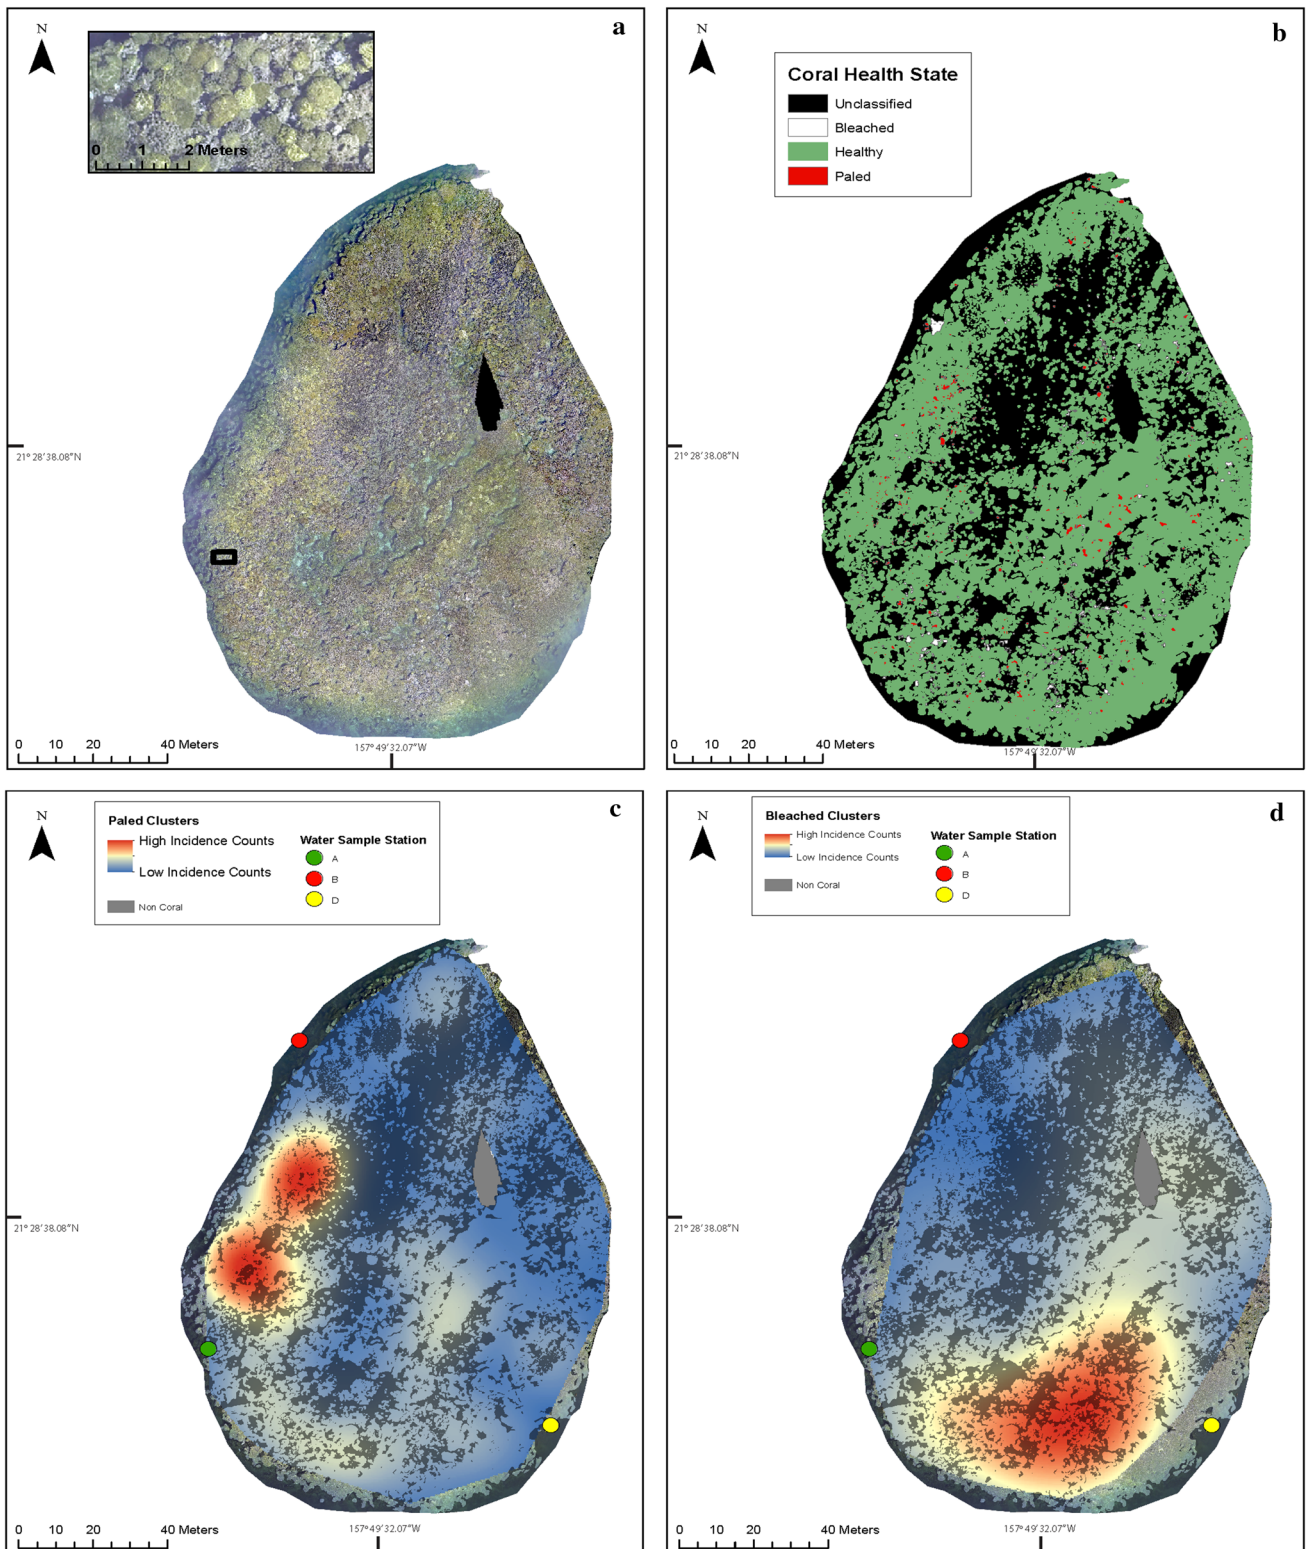 a
N
0 1 2 Meters
21° 28′38.08″N
0 10 20 40 Meters
157° 49′32.07″W
b
N
Coral Health State
Unclassified
Bleached
Healthy
Paled
21° 28′38.08″N
0 10 20 40 Meters
157° 49′32.07″W
c
N
Paled Clusters
High Incidence Counts
Low Incidence Counts
Non Coral
Water Sample Station
A
B
D
21° 28′38.08″N
0 10 20 40 Meters
157° 49′32.07″W
d
N
Bleached Clusters
High Incidence Counts
Low Incidence Counts
Non Coral
Water Sample Station
A
B
D
21° 28′38.08″N
0 10 20 40 Meters
157° 49′32.07″W